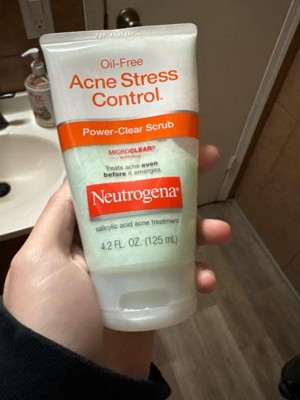 Oil-Free
Acne Stress
Control®
Power-Clear Scrub
MICROCLEAR®
technology
Treats acne even
before it emerges
Neutrogena®
salicylic acid acne treatment
4.2 FL. OZ. (125 mL)